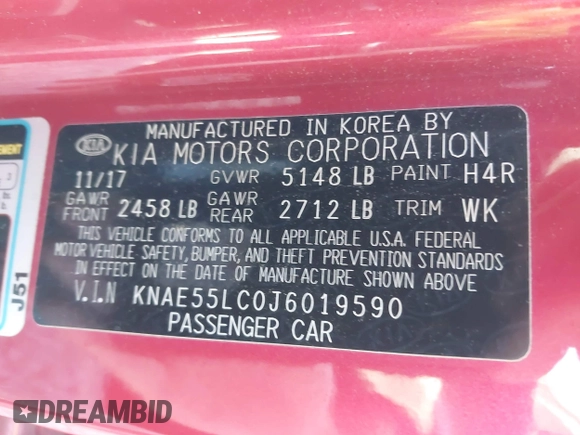 MANUFACTURED IN KOREA BY
KIA KIA MOTORS CORPORATION
11/17 GVWR 5148 LB PAINT H4R
GAWR FRONT 2458 LB GAWR REAR 2712 LB TRIM WK
THIS VEHICLE CONFORMS TO ALL APPLICABLE U.S.A. FEDERAL
MOTOR VEHICLE SAFETY, BUMPER, AND THEFT PREVENTION STANDARDS
IN EFFECT ON THE DATE OF MANUFACTURE SHOWN ABOVE
V.I.N KNAE55LC0J6019590
PASSENGER CAR
J51
DREAMBID